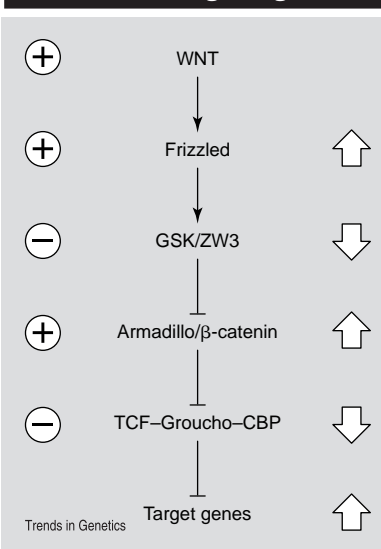 WNT
Frizzled
GSK/ZW3
Armadillo/β-catenin
TCF–Groucho–CBP
Target genes
Trends in Genetics